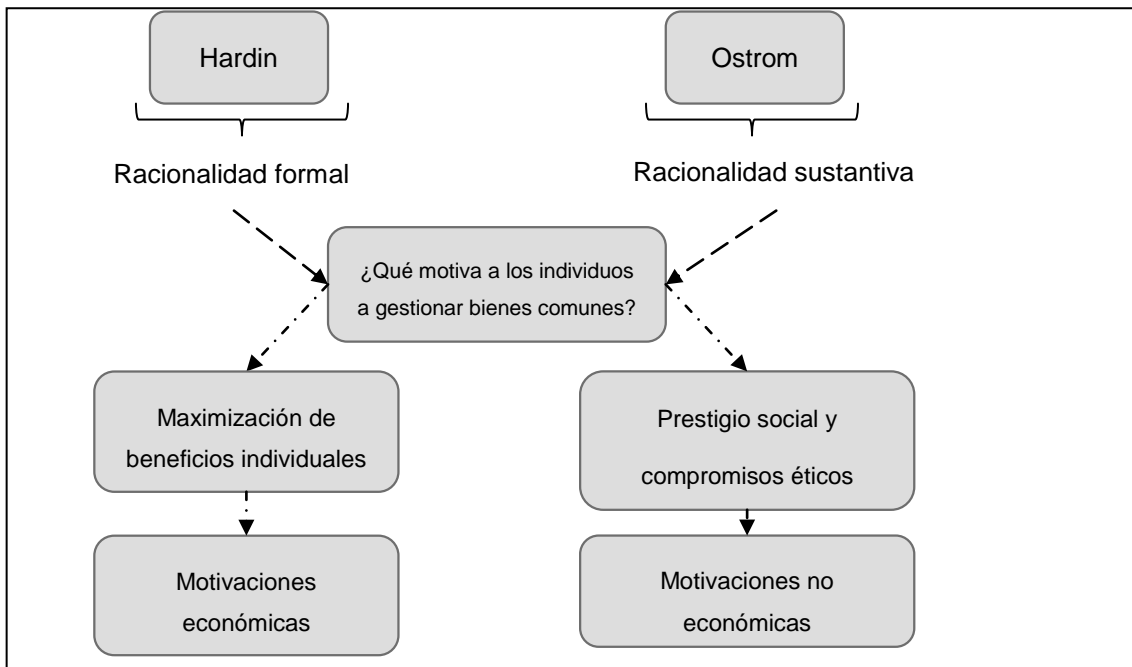 Hardin
Ostrom
Racionalidad formal
Racionalidad sustantiva
¿Qué motiva a los individuos
a gestionar bienes comunes?
Maximización de
beneficios individuales
Prestigio social y
compromisos éticos
Motivaciones
económicas
Motivaciones no
económicas